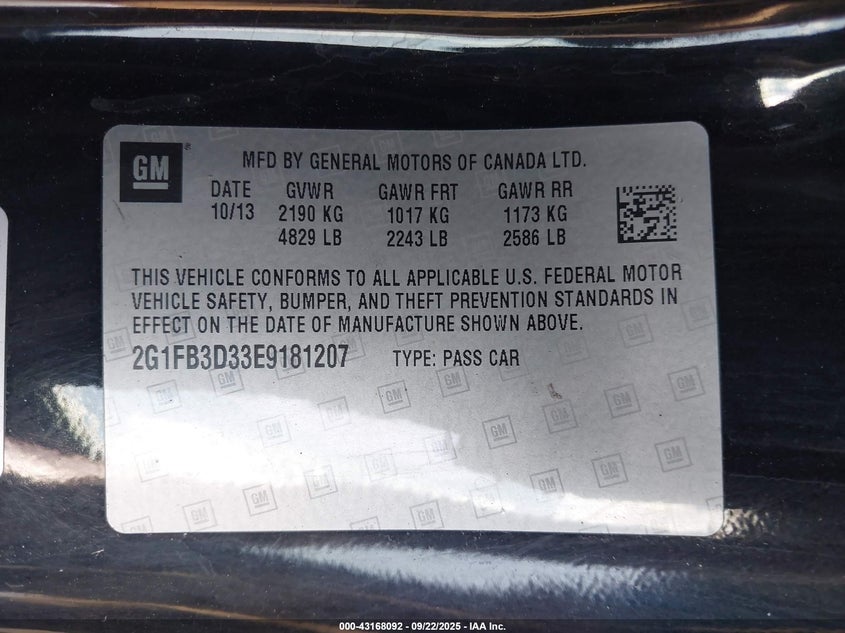 GM
MFD BY GENERAL MOTORS OF CANADA LTD.
DATE GVWR GAWR FRT GAWR RR
10/13 2190 KG 1017 KG 1173 KG
4829 LB 2243 LB 2586 LB
THIS VEHICLE CONFORMS TO ALL APPLICABLE U.S. FEDERAL MOTOR
VEHICLE SAFETY, BUMPER, AND THEFT PREVENTION STANDARDS IN
EFFECT ON THE DATE OF MANUFACTURE SHOWN ABOVE.
2G1FB3D33E9181207 TYPE: PASS CAR
000-43168092 - 09/22/2025 - IAA Inc.